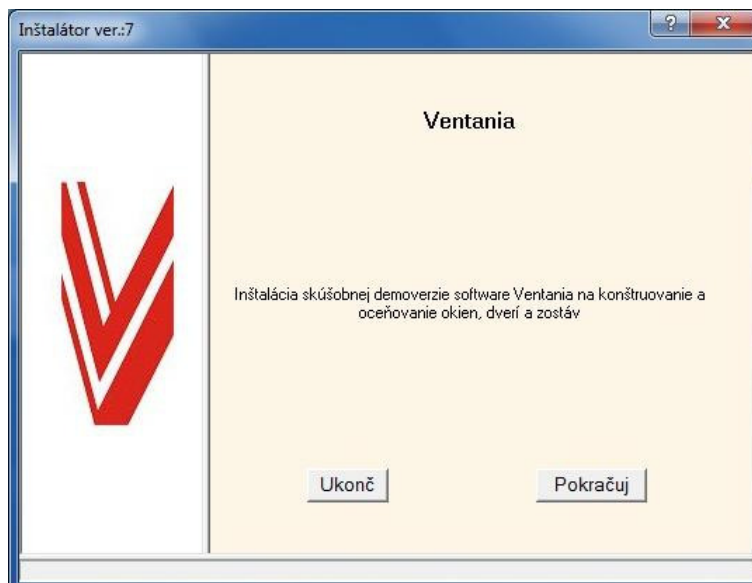 Inštalátor ver.:7
Ventania
Inštalácia skúšobnej demoverzie software Ventania na konštruovanie a
oceňovanie okien, dverí a zostáv
Ukonč
Pokračuj